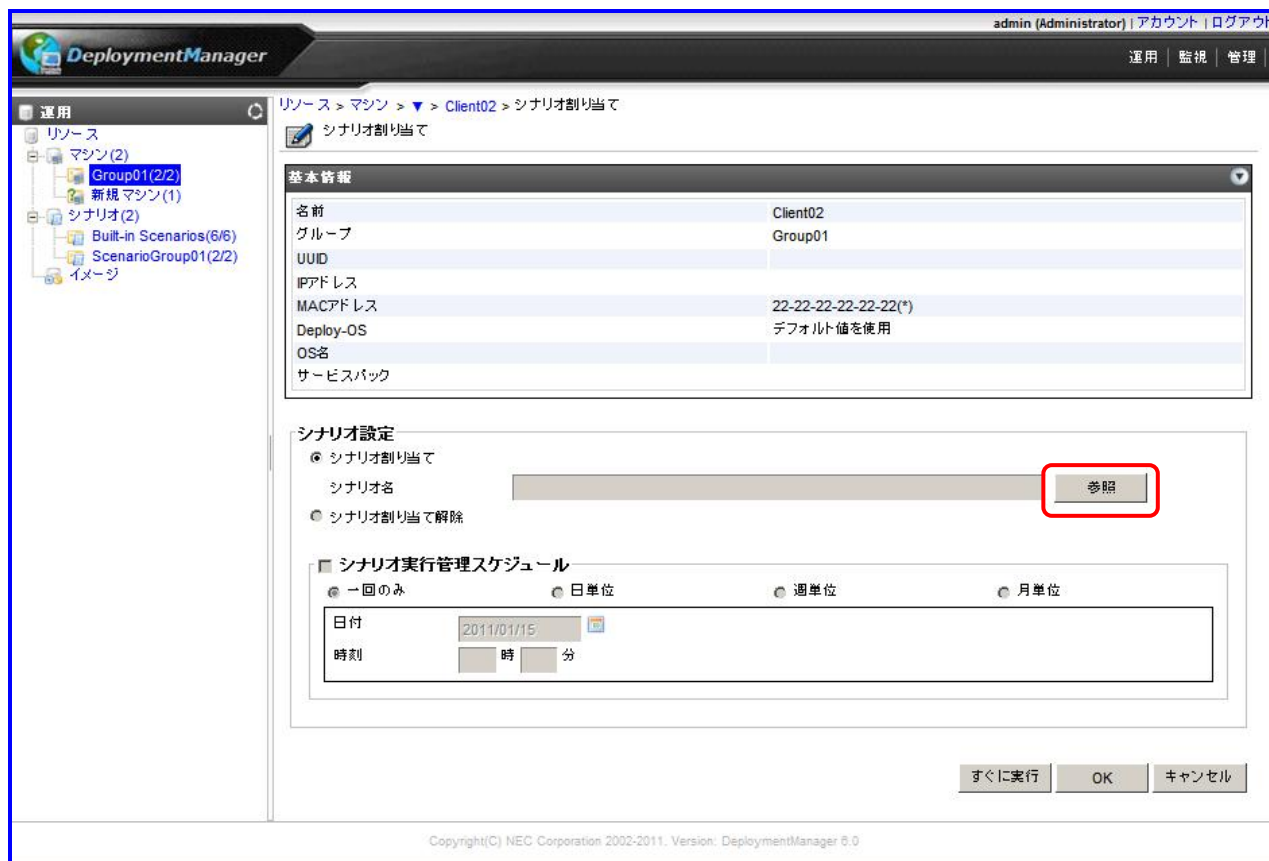 admin (Administrator) | アカウント | ログアウト
DeploymentManager
運用 | 監視 | 管理 |
運用
リソース
マシン(2)
Group01(2/2)
新規マシン(1)
シナリオ(2)
Built-in Scenarios(6/6)
ScenarioGroup01(2/2)
イメージ
リソース > マシン > ▼ > Client02 > シナリオ割り当て
シナリオ割り当て
基本情報
名前 Client02
グループ Group01
UUID
IPアドレス
MACアドレス 22-22-22-22-22-22(*)
Deploy-OS デフォルト値を使用
OS名
サービスパック
シナリオ設定
シナリオ割り当て
シナリオ名 参照
シナリオ割り当て解除
シナリオ実行管理スケジュール
一回のみ 日単位 週単位 月単位
日付 2011/01/15
時刻 時 分
すぐに実行 OK キャンセル
Copyright(C) NEC Corporation 2002-2011. Version: DeploymentManager 6.0